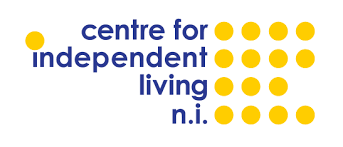 centre for
independent
living
n.i.